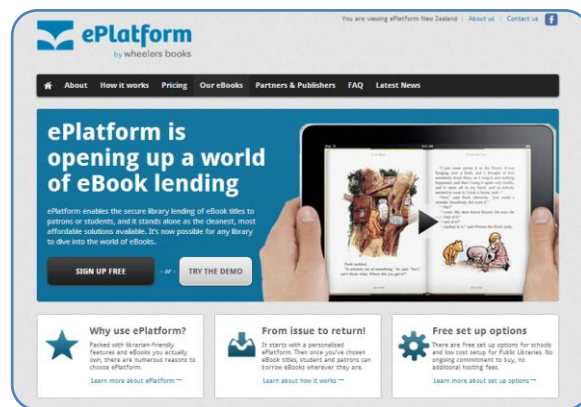 You are viewing ePlatform New Zealand | About us | Contact us
ePlatform
by wheelers books
About How it works Pricing Our eBooks Partners & Publishers FAQ Latest News
ePlatform is
opening up a world
of eBook lending
ePlatform enables the secure library lending of eBook titles to
patrons or students, and it stands alone as the cleanest, most
affordable solutions available. It's now possible for any library
to dive into the world of eBooks.
SIGN UP FREE - or - TRY THE DEMO
Why use ePlatform?
Packed with librarian-friendly
features and eBooks you actually
own, there are numerous reasons to
choose ePlatform.
Learn more about ePlatform
From issue to return!
It starts with a personalised
ePlatform. Then once you've chosen
eBook titles, student and patrons can
borrow eBooks wherever they are.
Learn about how it works
Free set up options
There are free set up options for schools
and low cost setup for Public Libraries. No
ongoing commitment to buy, no
additional hosting fees.
Learn more about set up options